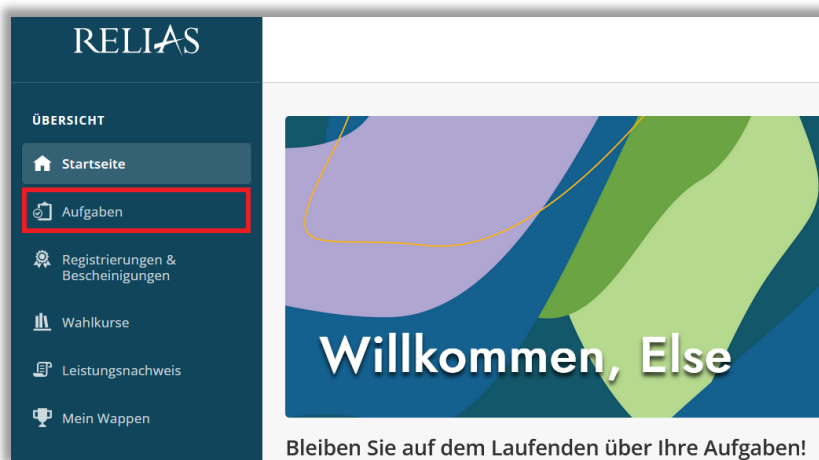 RELIAS
ÜBERSICHT
Startseite
Aufgaben
Registrierungen &
Bescheinigungen
Wahlkurse
Leistungsnachweis
Mein Wappen
Willkommen, Else
Bleiben Sie auf dem Laufenden über Ihre Aufgaben!